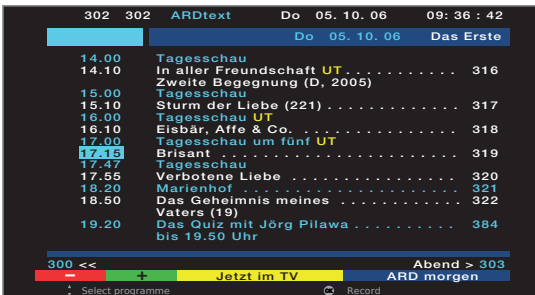 302 302 ARDtext Do 05. 10. 06 09: 36 : 42
Do 05. 10. 06 Das Erste
14.00 Tagesschau
14.10 In aller Freundschaft UT . . . . . . . . . . . 316
Zweite Begegnung (D, 2005)
15.00 Tagesschau
15.10 Sturm der Liebe (221) . . . . . . . . . . . . . 317
16.00 Tagesschau UT
16.10 Eisbär, Affe & Co. . . . . . . . . . . . . . . . 318
17.00 Tagesschau um fünf UT
17.15 Brisant . . . . . . . . . . . . . . . . . . . . 319
17.47 Tagesschau
17.55 Verbotene Liebe . . . . . . . . . . . . . . . 320
18.20 Marienhof . . . . . . . . . . . . . . . . . . 321
18.50 Das Geheimnis meines . . . . . . . . . . 322
Vaters (19)
19.20 Das Quiz mit Jörg Pilawa . . . . . . . . . . 384
bis 19.50 Uhr
300 << Abend > 303
− + Jetzt im TV ARD morgen
Select programme Record